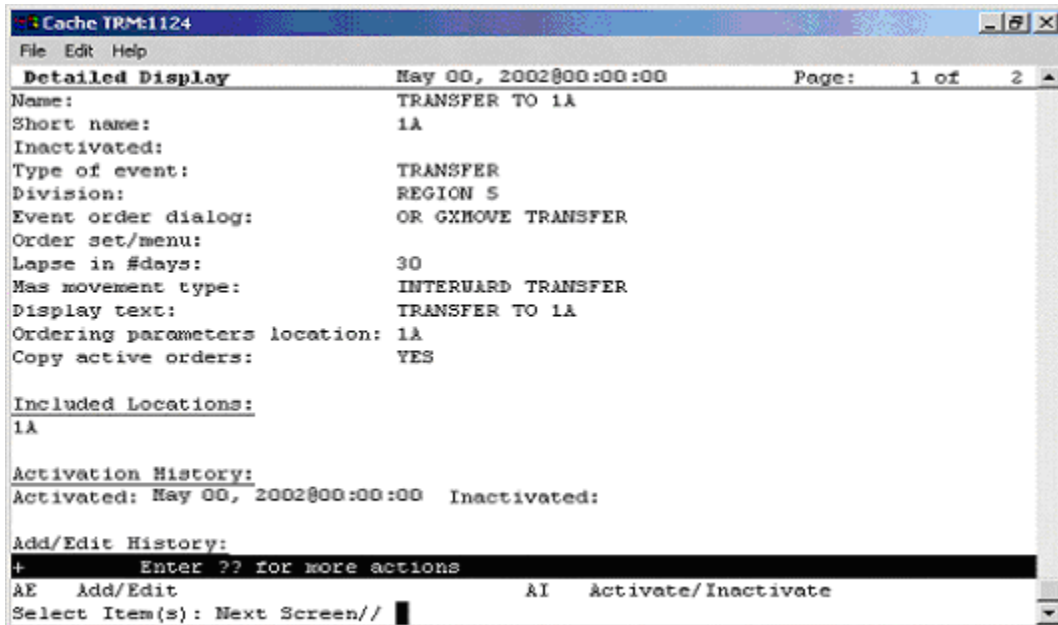 Cache TRM:1124
File Edit Help
Detailed Display May 00, 2002@00:00:00 Page: 1 of 2
Name: TRANSFER TO 1A
Short name: 1A
Inactivated:
Type of event: TRANSFER
Division: REGION 5
Event order dialog: OR GXMOVE TRANSFER
Order set/menu:
Lapse in #days: 30
Mas movement type: INTERWARD TRANSFER
Display text: TRANSFER TO 1A
Ordering parameters location: 1A
Copy active orders: YES
Included Locations:
1A
Activation History:
Activated: May 00, 2002@00:00:00 Inactivated:
Add/Edit History:
+ Enter ?? for more actions
AE Add/Edit AI Activate/Inactivate
Select Item(s): Next Screen//